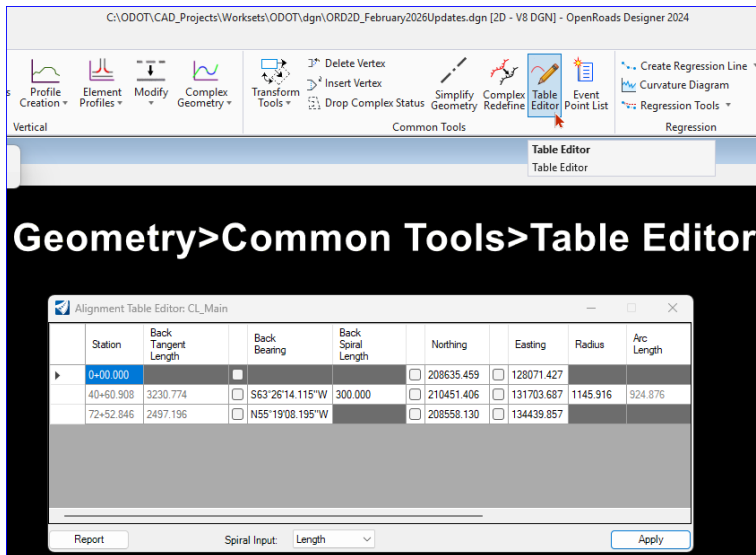 C:\ODOT\CAD_Projects\Worksets\ODOT\dgn\ORD2D_February2026Updates.dgn [2D - V8 DGN] - OpenRoads Designer 2024
s
Profile Creation
Element Profiles
Modify
Complex Geometry
Vertical
Transform Tools
Delete Vertex
Insert Vertex
Drop Complex Status
Simplify Geometry
Complex Redefine
Table Editor
Event Point List
Common Tools
Create Regression Line
Curvature Diagram
Regression Tools
Regression
Table Editor
Table Editor
Geometry>Common Tools>Table Editor
Alignment Table Editor: CL_Main
Station Back Tangent Length Back Bearing Back Spiral Length Northing Easting Radius Arc Length
0+00.000 208635.459 128071.427
40+60.908 3230.774 S63°26'14.115"W 300.000 210451.406 131703.687 1145.916 924.876
72+52.846 2497.196 N55°19'08.195"W 208558.130 134439.857
Report Spiral Input: Length Apply